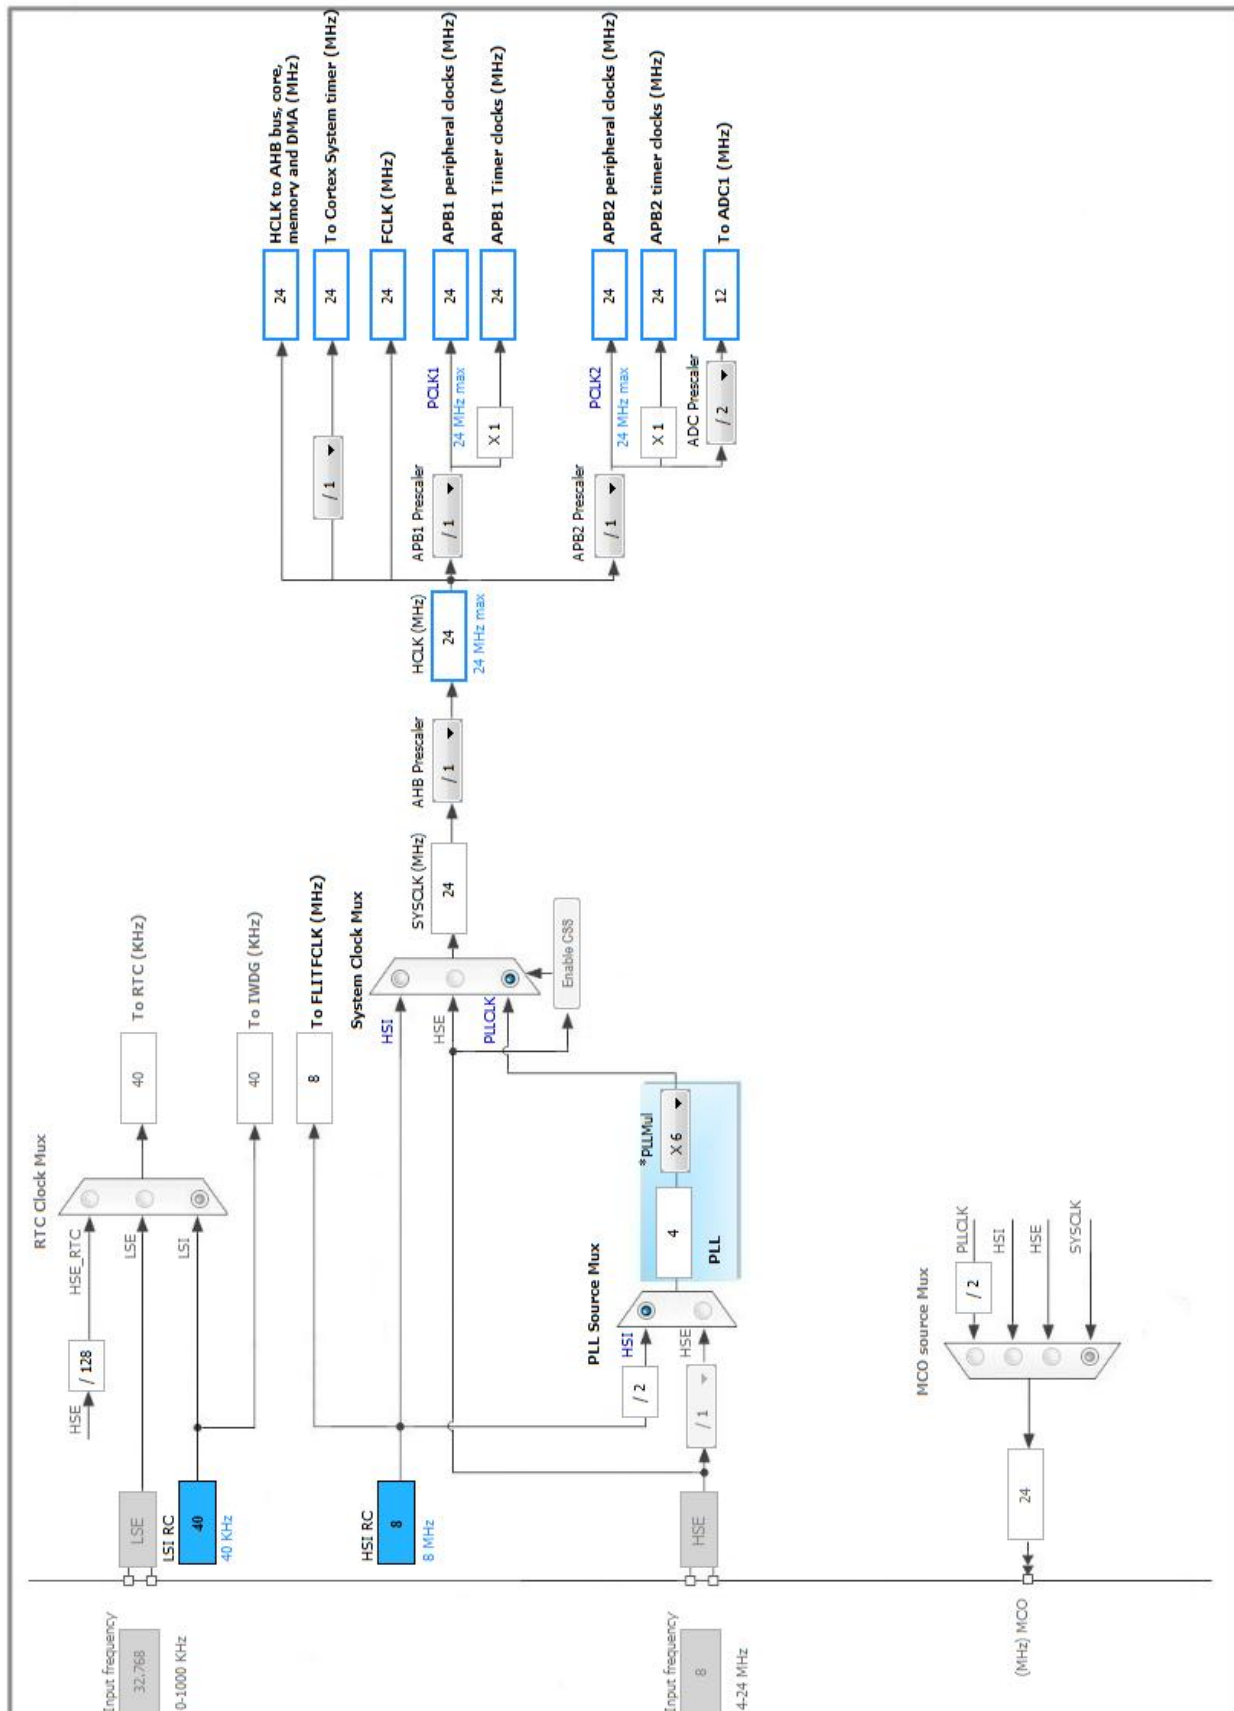 RTC Clock Mux
HSE
/ 128
HSE_RTC
LSE
LSI
40
To RTC (KHz)
Input frequency
32.768
0-1000 KHz
LSE
LSI RC
40
40 KHz
40
To IWDG (KHz)
8
To FLITFCLK (MHz)
HSI RC
8
8 MHz
System Clock Mux
HSI
HSE
PLLCLK
Enable CSS
SYSCLK (MHz)
24
AHB Prescaler
/ 1
HCLK (MHz)
24
24 MHz max
/ 1
APB1 Prescaler
/ 1
PCLK1
24 MHz max
X 1
APB2 Prescaler
/ 1
PCLK2
24 MHz max
X 1
ADC Prescaler
/ 2
24
HCLK to AHB bus, core,
memory and DMA (MHz)
24
To Cortex System timer (MHz)
24
FCLK (MHz)
24
APB1 peripheral clocks (MHz)
24
APB1 Timer clocks (MHz)
24
APB2 peripheral clocks (MHz)
24
APB2 timer clocks (MHz)
12
To ADC1 (MHz)
PLL Source Mux
/ 2
HSI
HSE
/ 1
4
*PLLMul
X 6
PLL
Input frequency
8
4-24 MHz
HSE
MCO source Mux
/ 2
PLLCLK
HSI
HSE
SYSCLK
24
(MHz) MCO